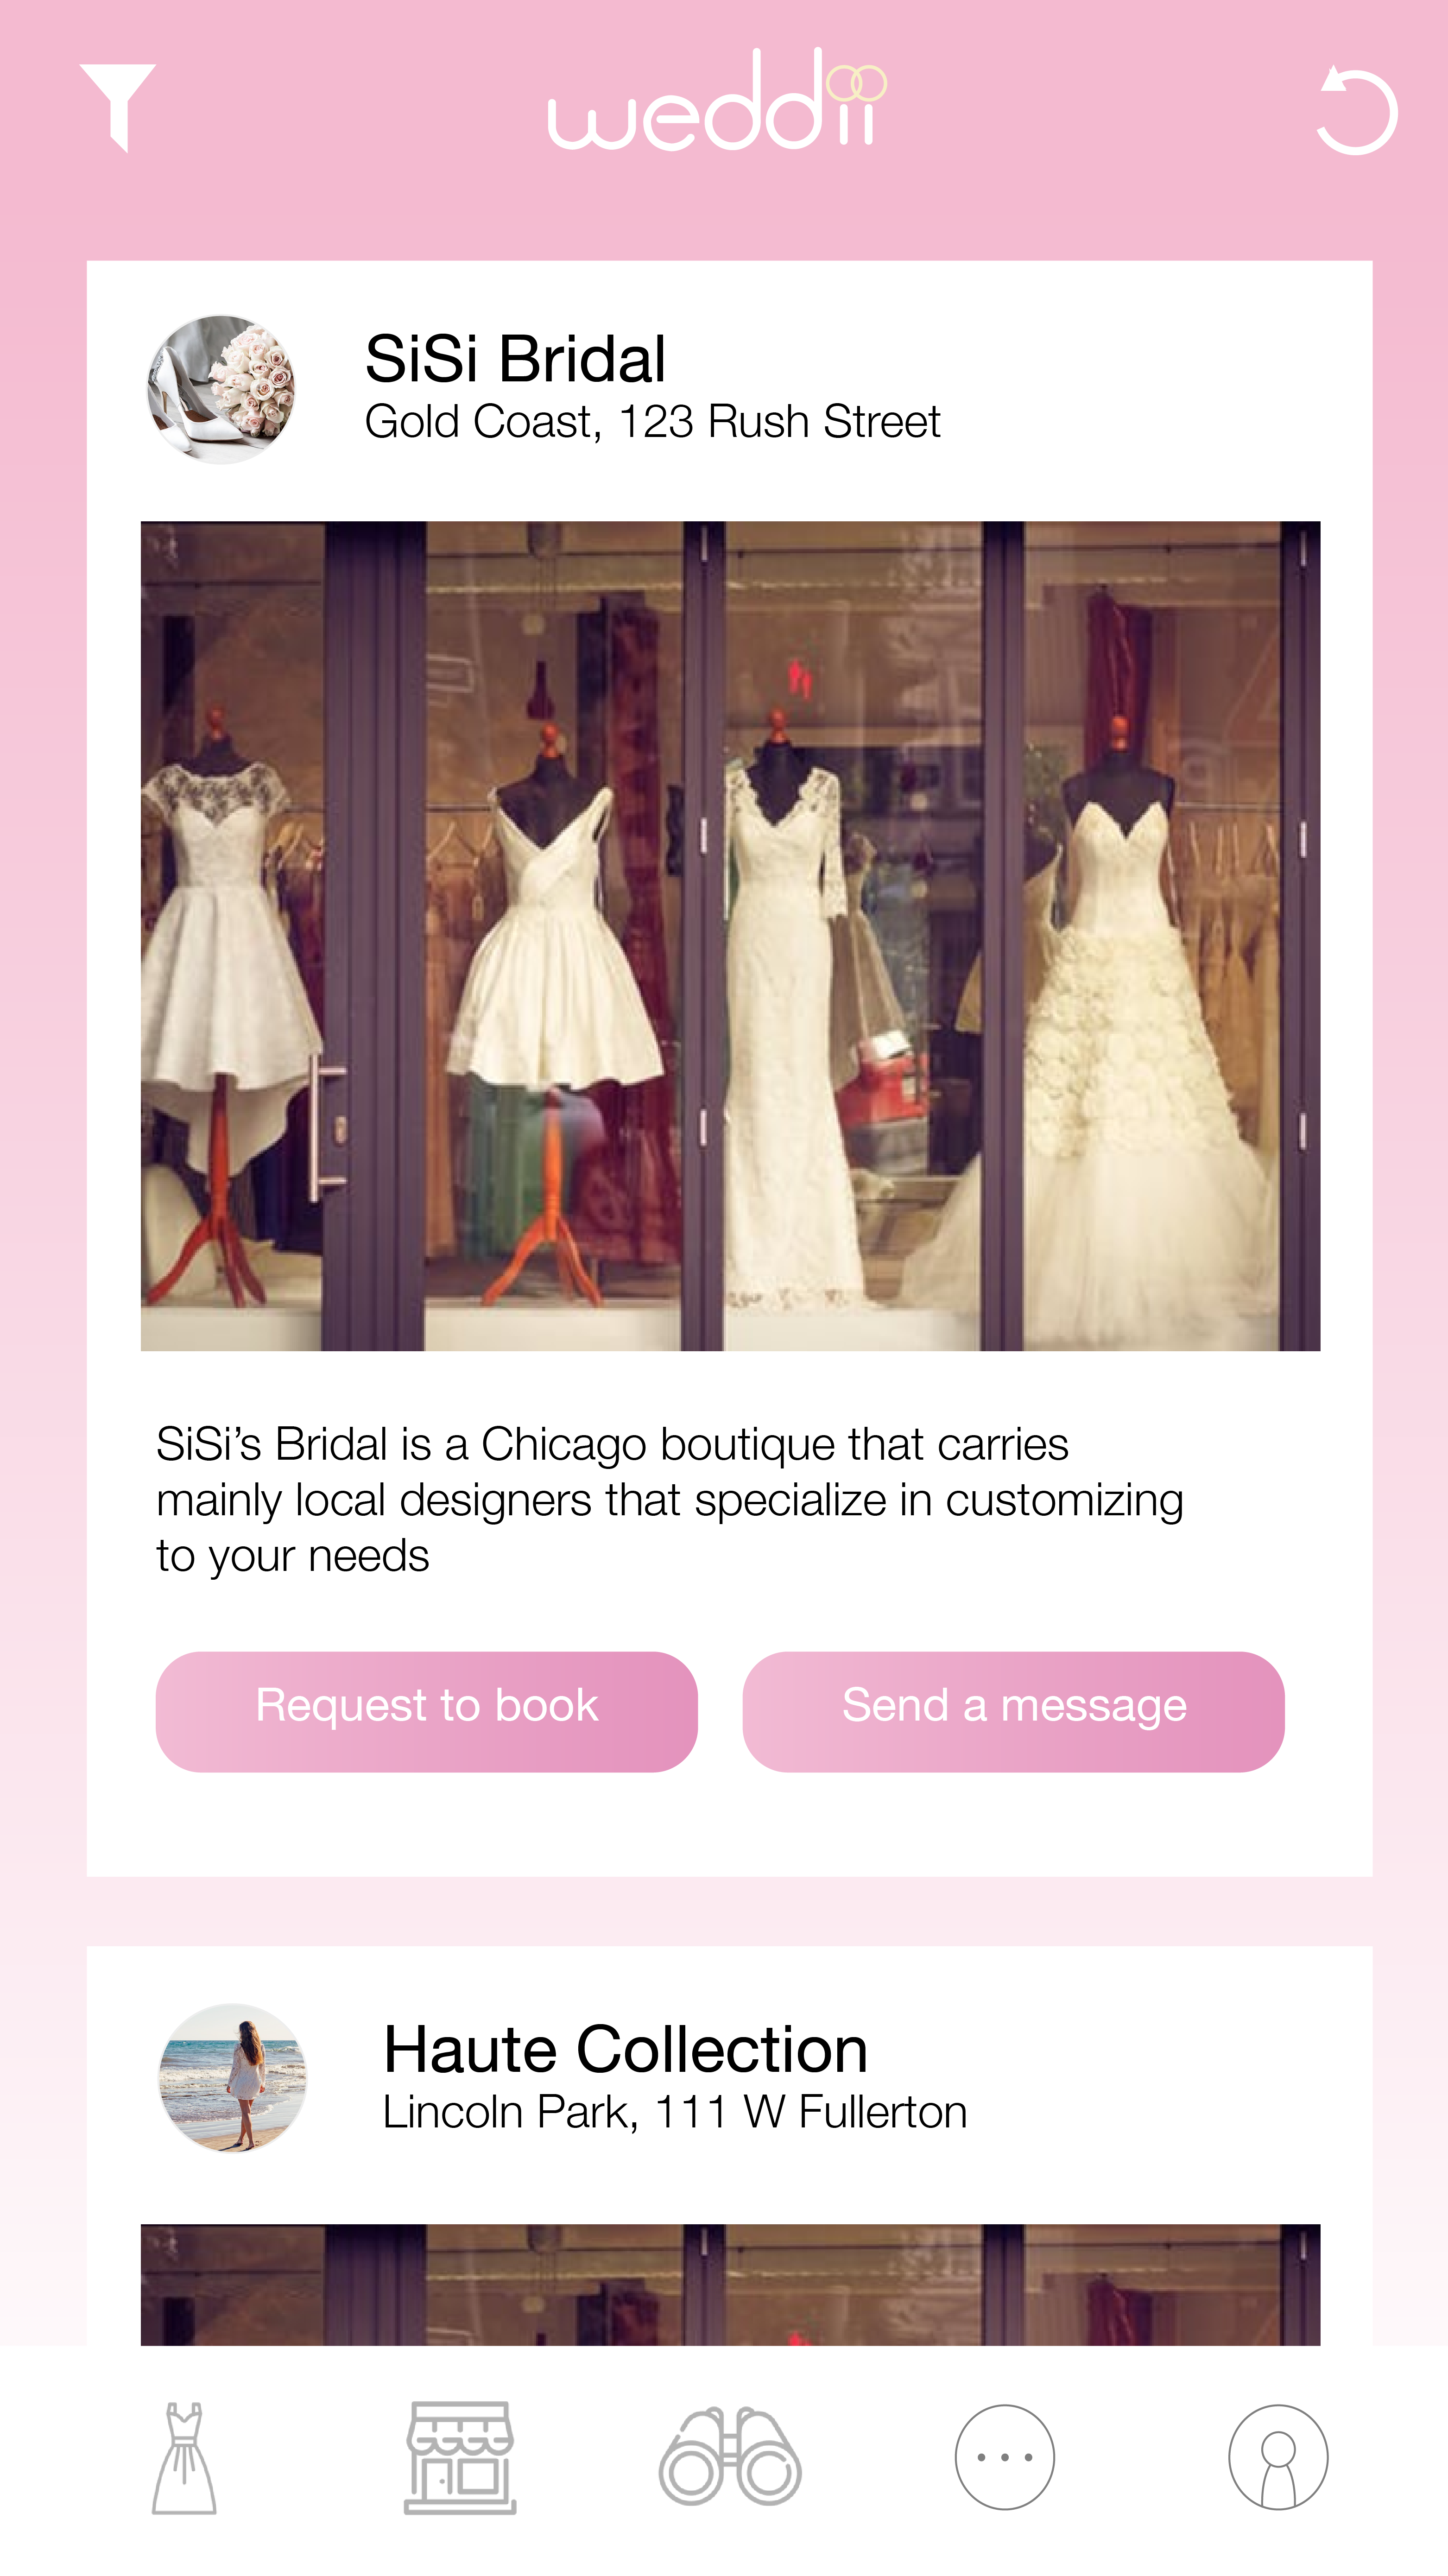 weddii
SiSi Bridal
Gold Coast, 123 Rush Street
SiSi’s Bridal is a Chicago boutique that carries
mainly local designers that specialize in customizing
to your needs
Request to book
Send a message
Haute Collection
Lincoln Park, 111 W Fullerton